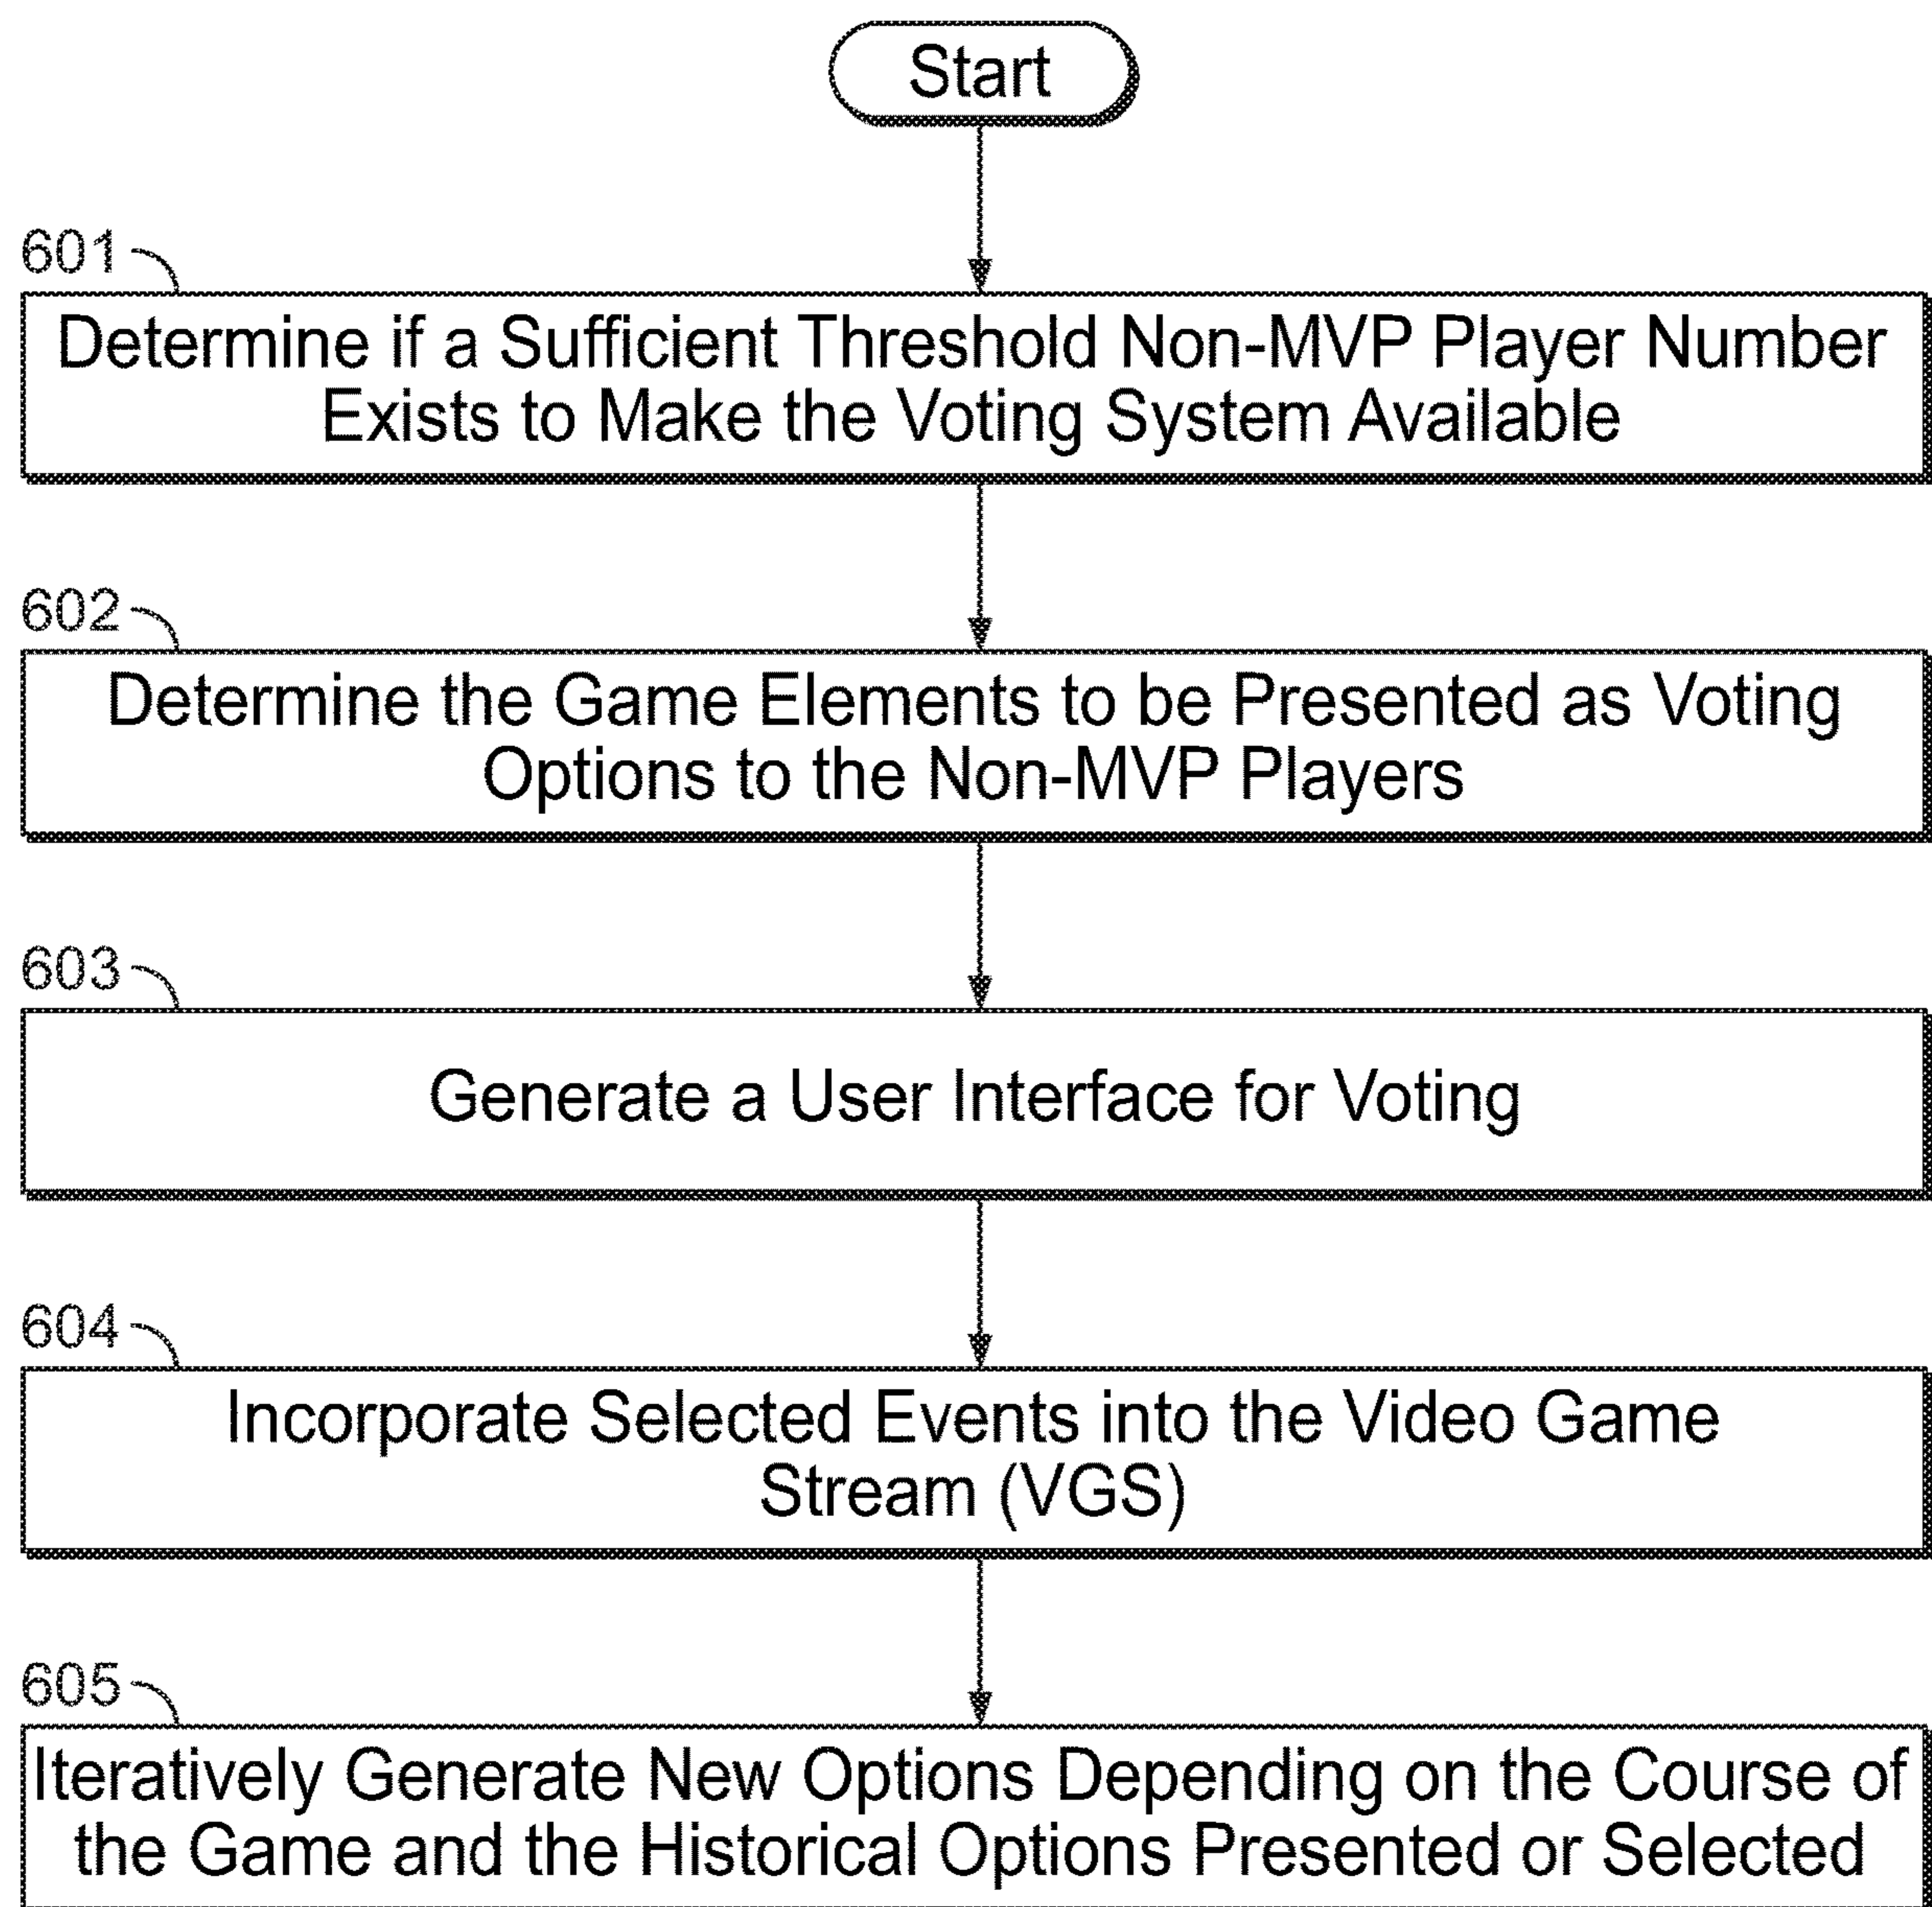 Start
601
Determine if a Sufficient Threshold Non-MVP Player Number
Exists to Make the Voting System Available
602
Determine the Game Elements to be Presented as Voting
Options to the Non-MVP Players
603
Generate a User Interface for Voting
604
Incorporate Selected Events into the Video Game
Stream (VGS)
605
Iteratively Generate New Options Depending on the Course of
the Game and the Historical Options Presented or Selected